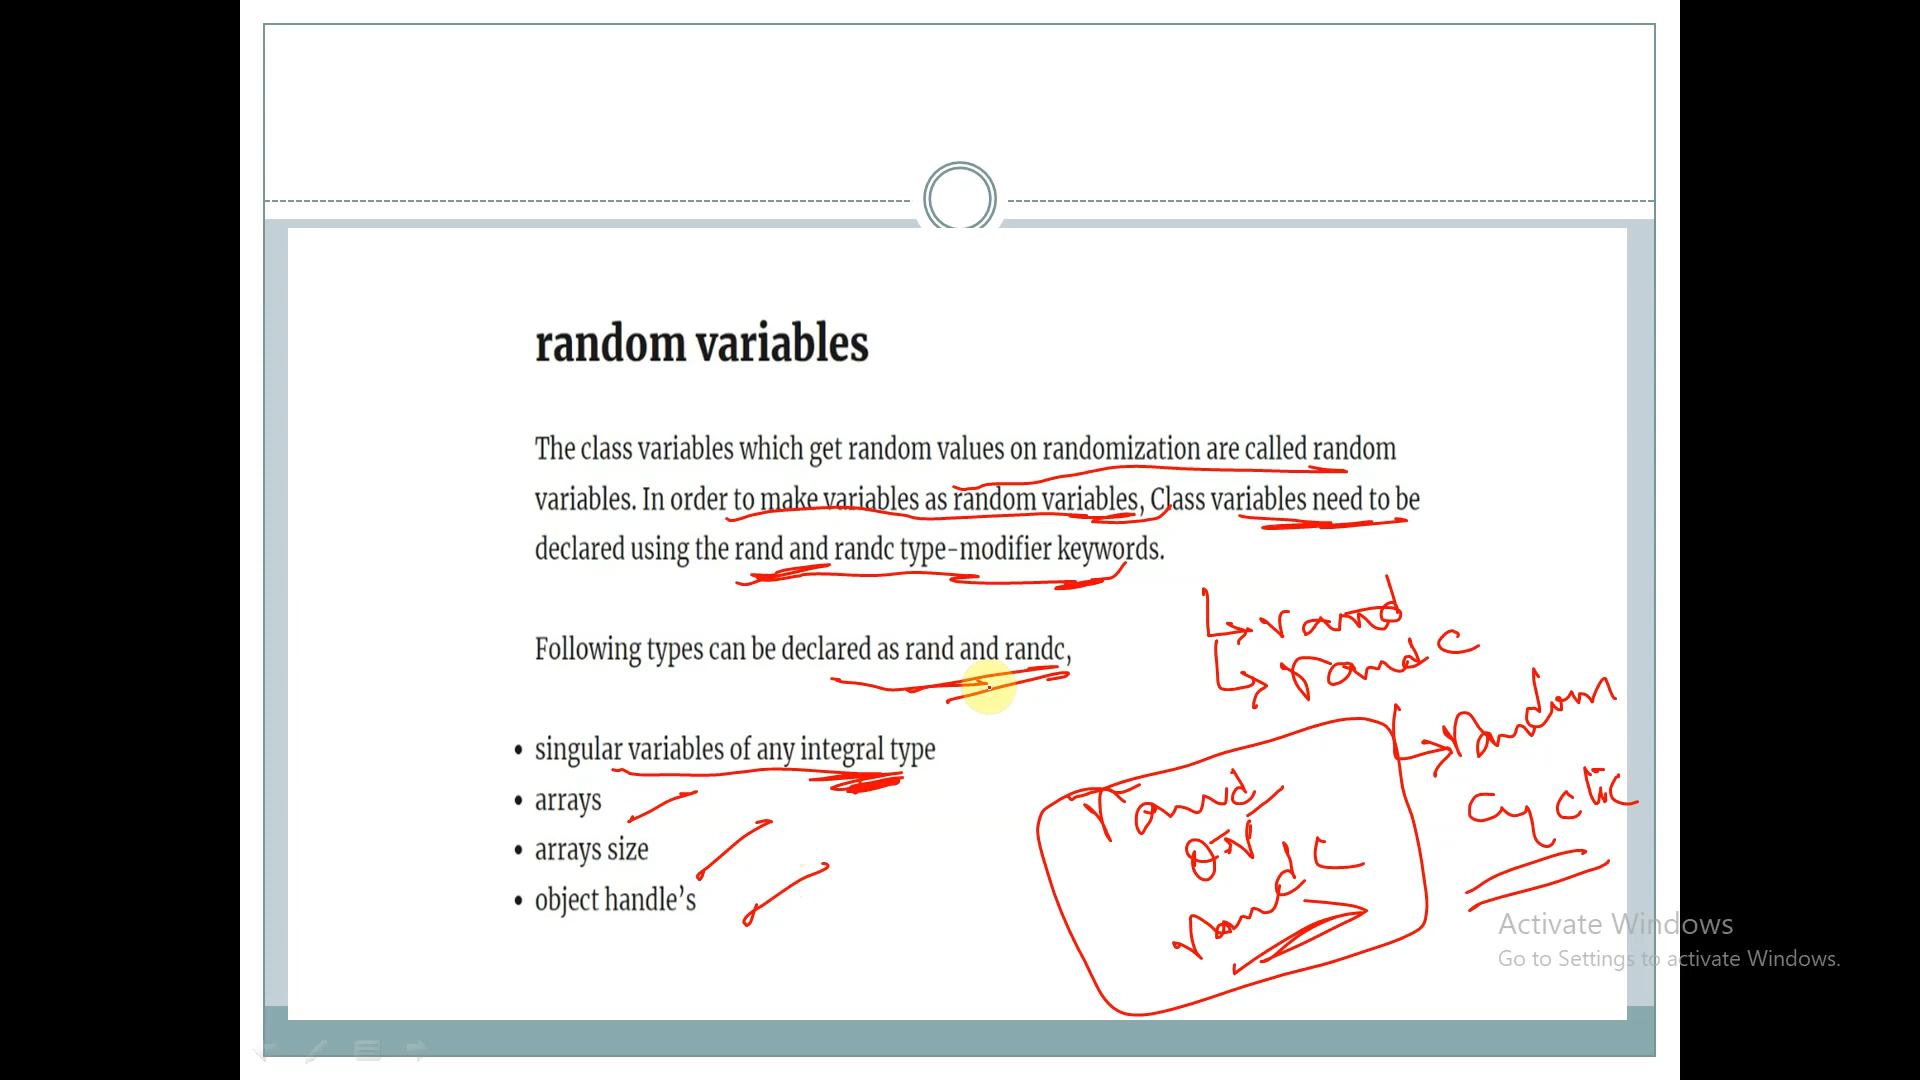 random variables
The class variables which get random values on randomization are called random
variables. In order to make variables as random variables, Class variables need to be
declared using the rand and randc type-modifier keywords.
Following types can be declared as rand and randc,
• singular variables of any integral type
• arrays
• arrays size
• object handle’s
rand
randc
random
cyclic
rand
or
randc
Activate Windows
Go to Settings to activate Windows.